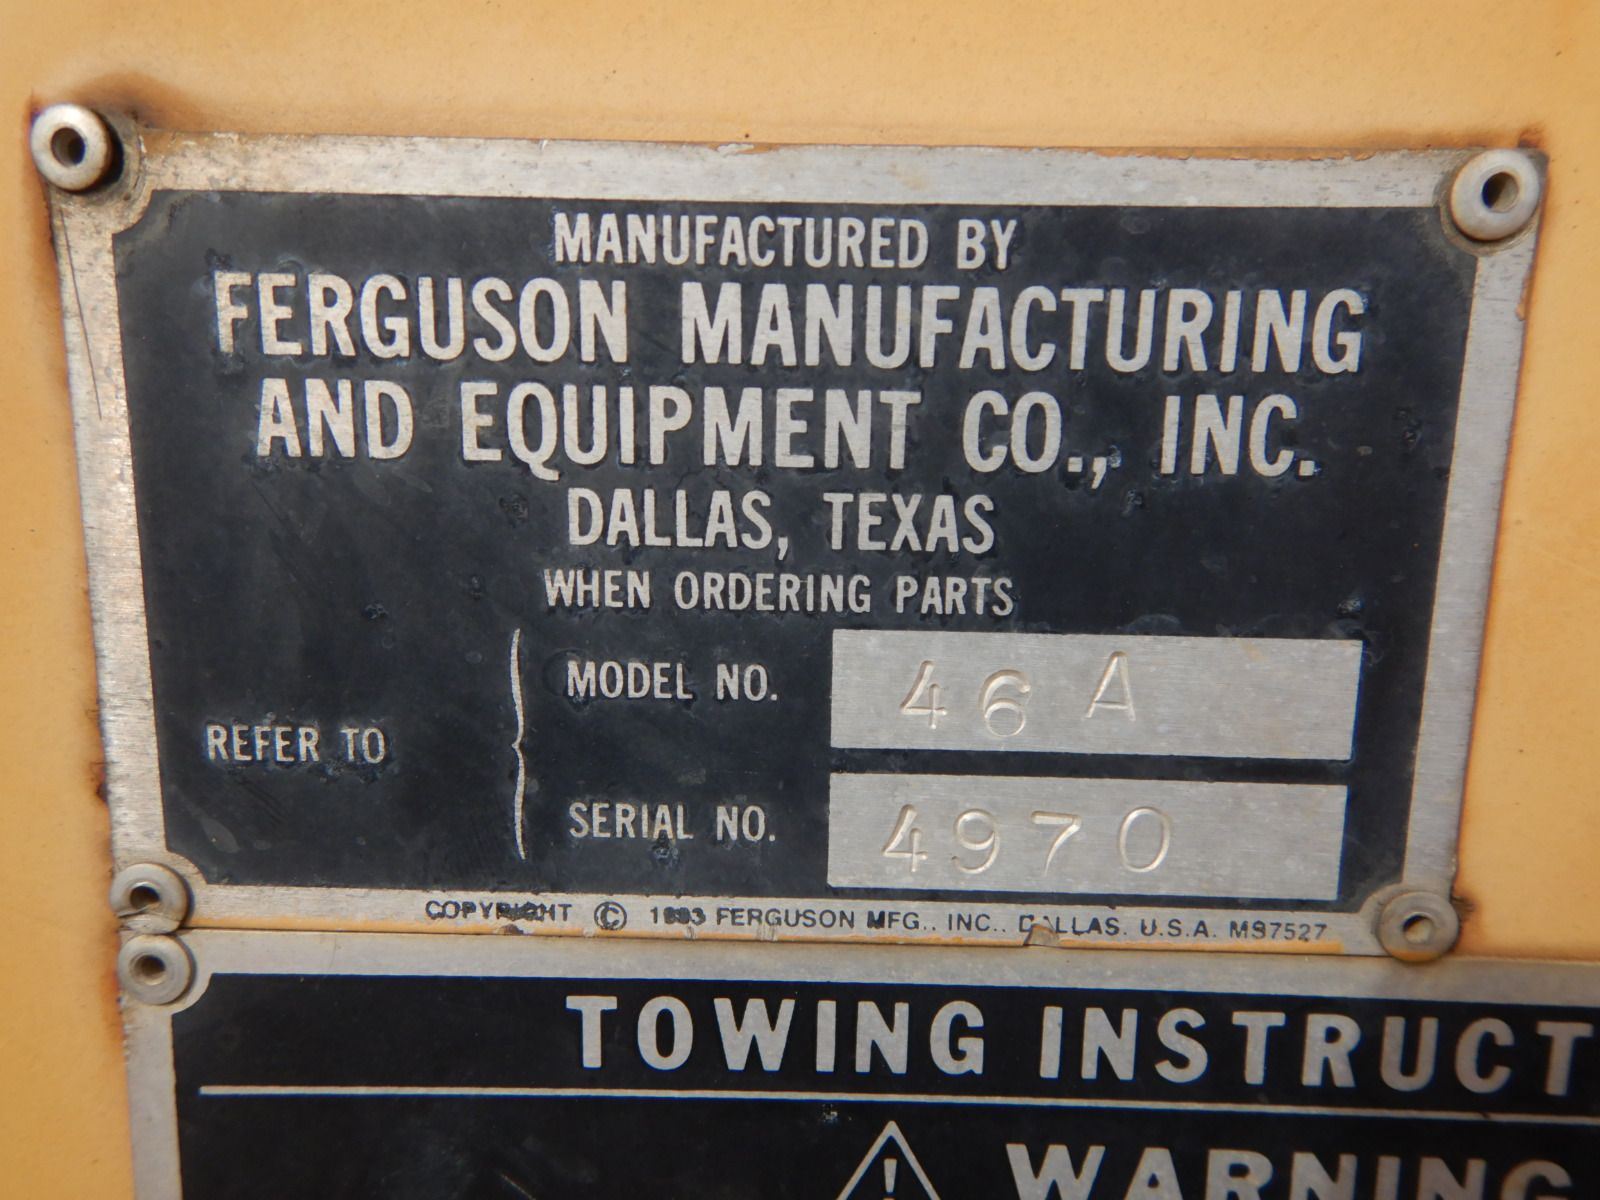 MANUFACTURED BY
FERGUSON MANUFACTURING
AND EQUIPMENT CO., INC.
DALLAS, TEXAS
WHEN ORDERING PARTS
REFER TO
MODEL NO. 46 A
SERIAL NO. 4970
COPYRIGHT © FERGUSON MFG., INC., DALLAS. U.S.A. MS7527
TOWING INSTRUCT
! WARNING